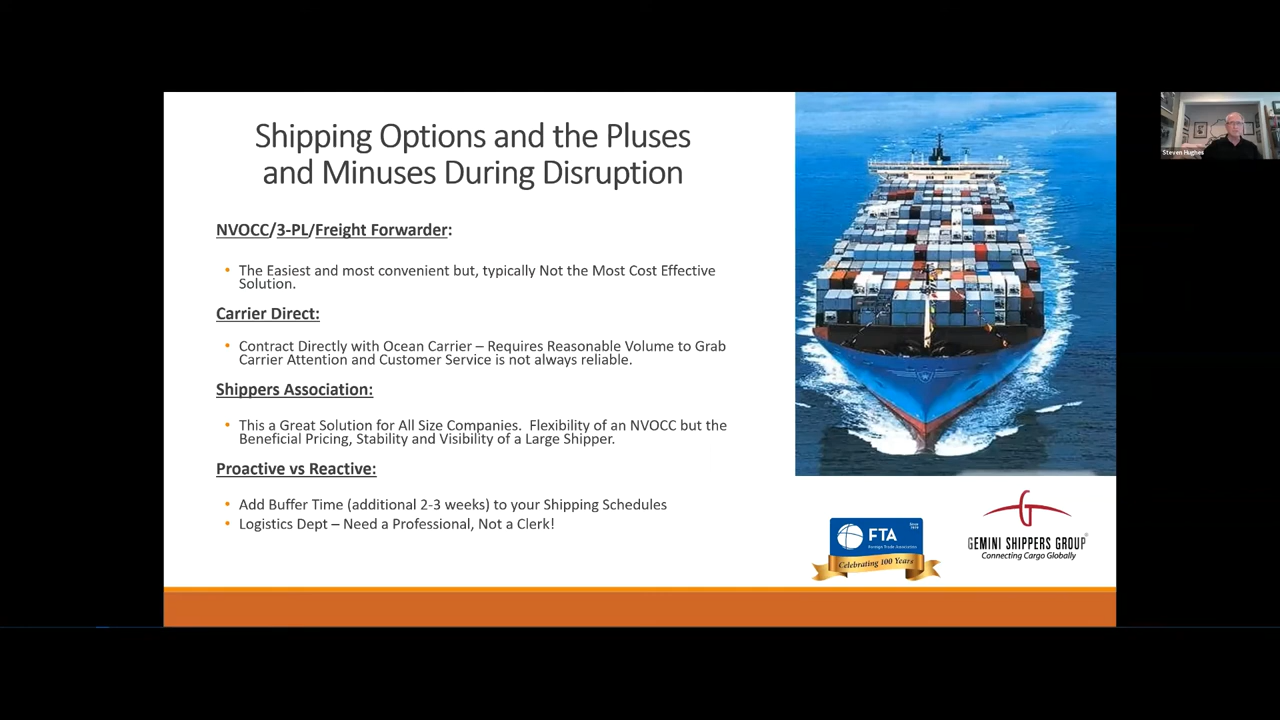 Shipping Options and the Pluses
and Minuses During Disruption
NVOCC/3-PL/Freight Forwarder:
• The Easiest and most convenient but, typically Not the Most Cost Effective
Solution.
Carrier Direct:
• Contract Directly with Ocean Carrier – Requires Reasonable Volume to Grab
Carrier Attention and Customer Service is not always reliable.
Shippers Association:
• This a Great Solution for All Size Companies.  Flexibility of an NVOCC but the
Beneficial Pricing, Stability and Visibility of a Large Shipper.
Proactive vs Reactive:
• Add Buffer Time (additional 2-3 weeks) to your Shipping Schedules
• Logistics Dept – Need a Professional, Not a Clerk!
FTA
Foreign Trade Association
Celebrating 100 Years
GEMINI SHIPPERS GROUP®
Connecting Cargo Globally
Steven Hughes